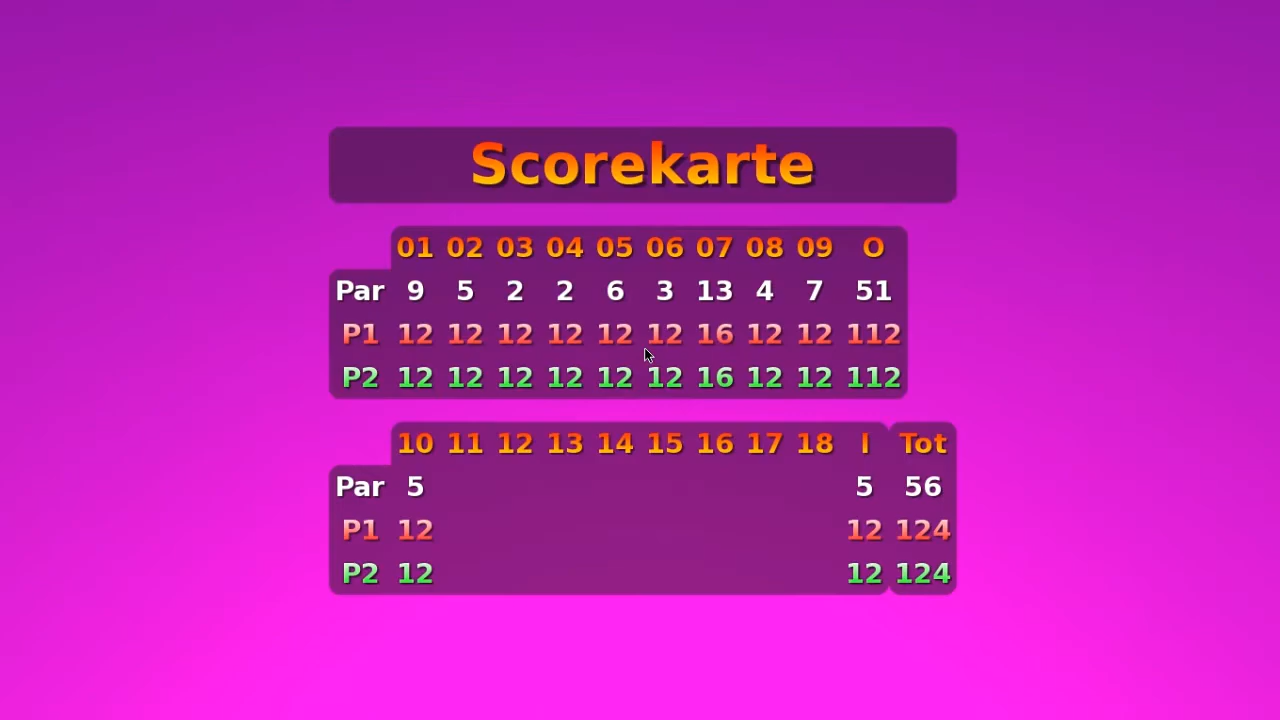 Scorekarte
01 02 03 04 05 06 07 08 09 O
Par 9 5 2 2 6 3 13 4 7 51
P1 12 12 12 12 12 12 16 12 12 112
P2 12 12 12 12 12 12 16 12 12 112
10 11 12 13 14 15 16 17 18 I Tot
Par 5 5 56
P1 12 12 124
P2 12 12 124